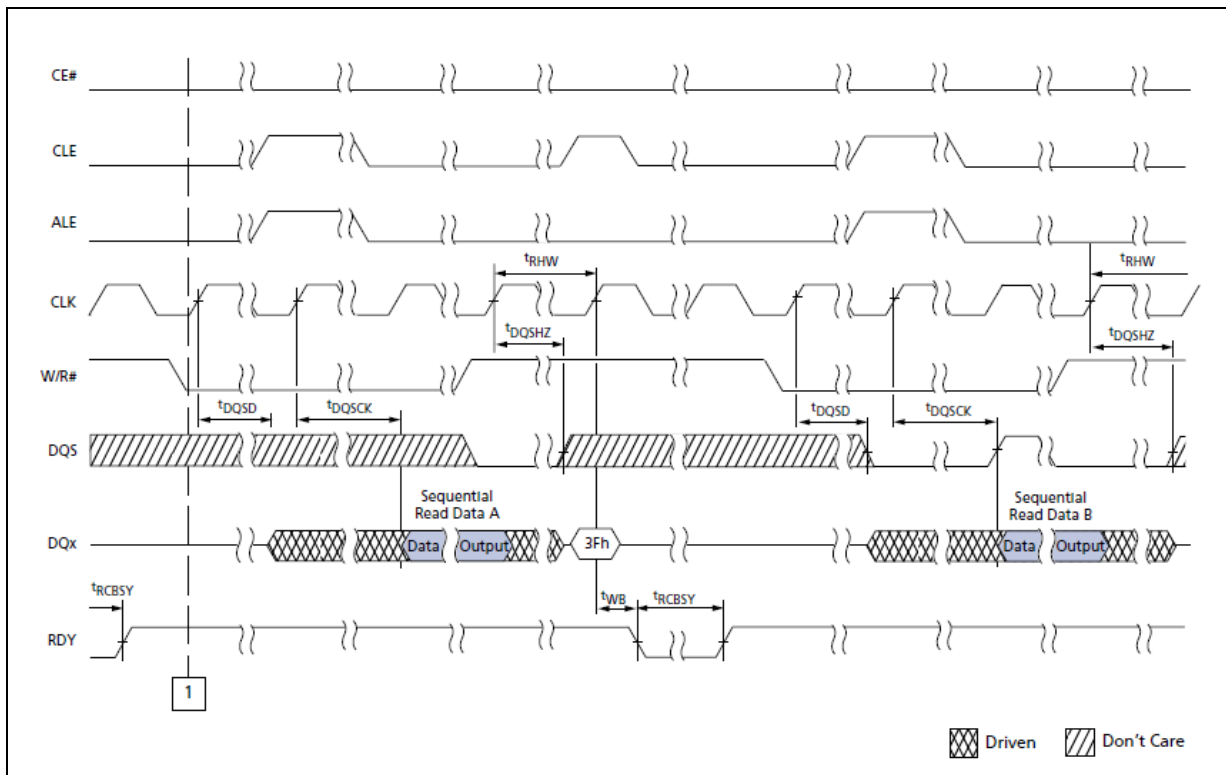 CE#
CLE
ALE
tRHW
tRHW
CLK
tDQSHZ
tDQSHZ
W/R#
tDQSD
tDQSCK
tDQSD
tDQSCK
DQS
Sequential
Read Data A
Sequential
Read Data B
DQx
Data
Output
3Fh
Data
Output
tRCBSY
tWB
tRCBSY
RDY
1
Driven
Don't Care